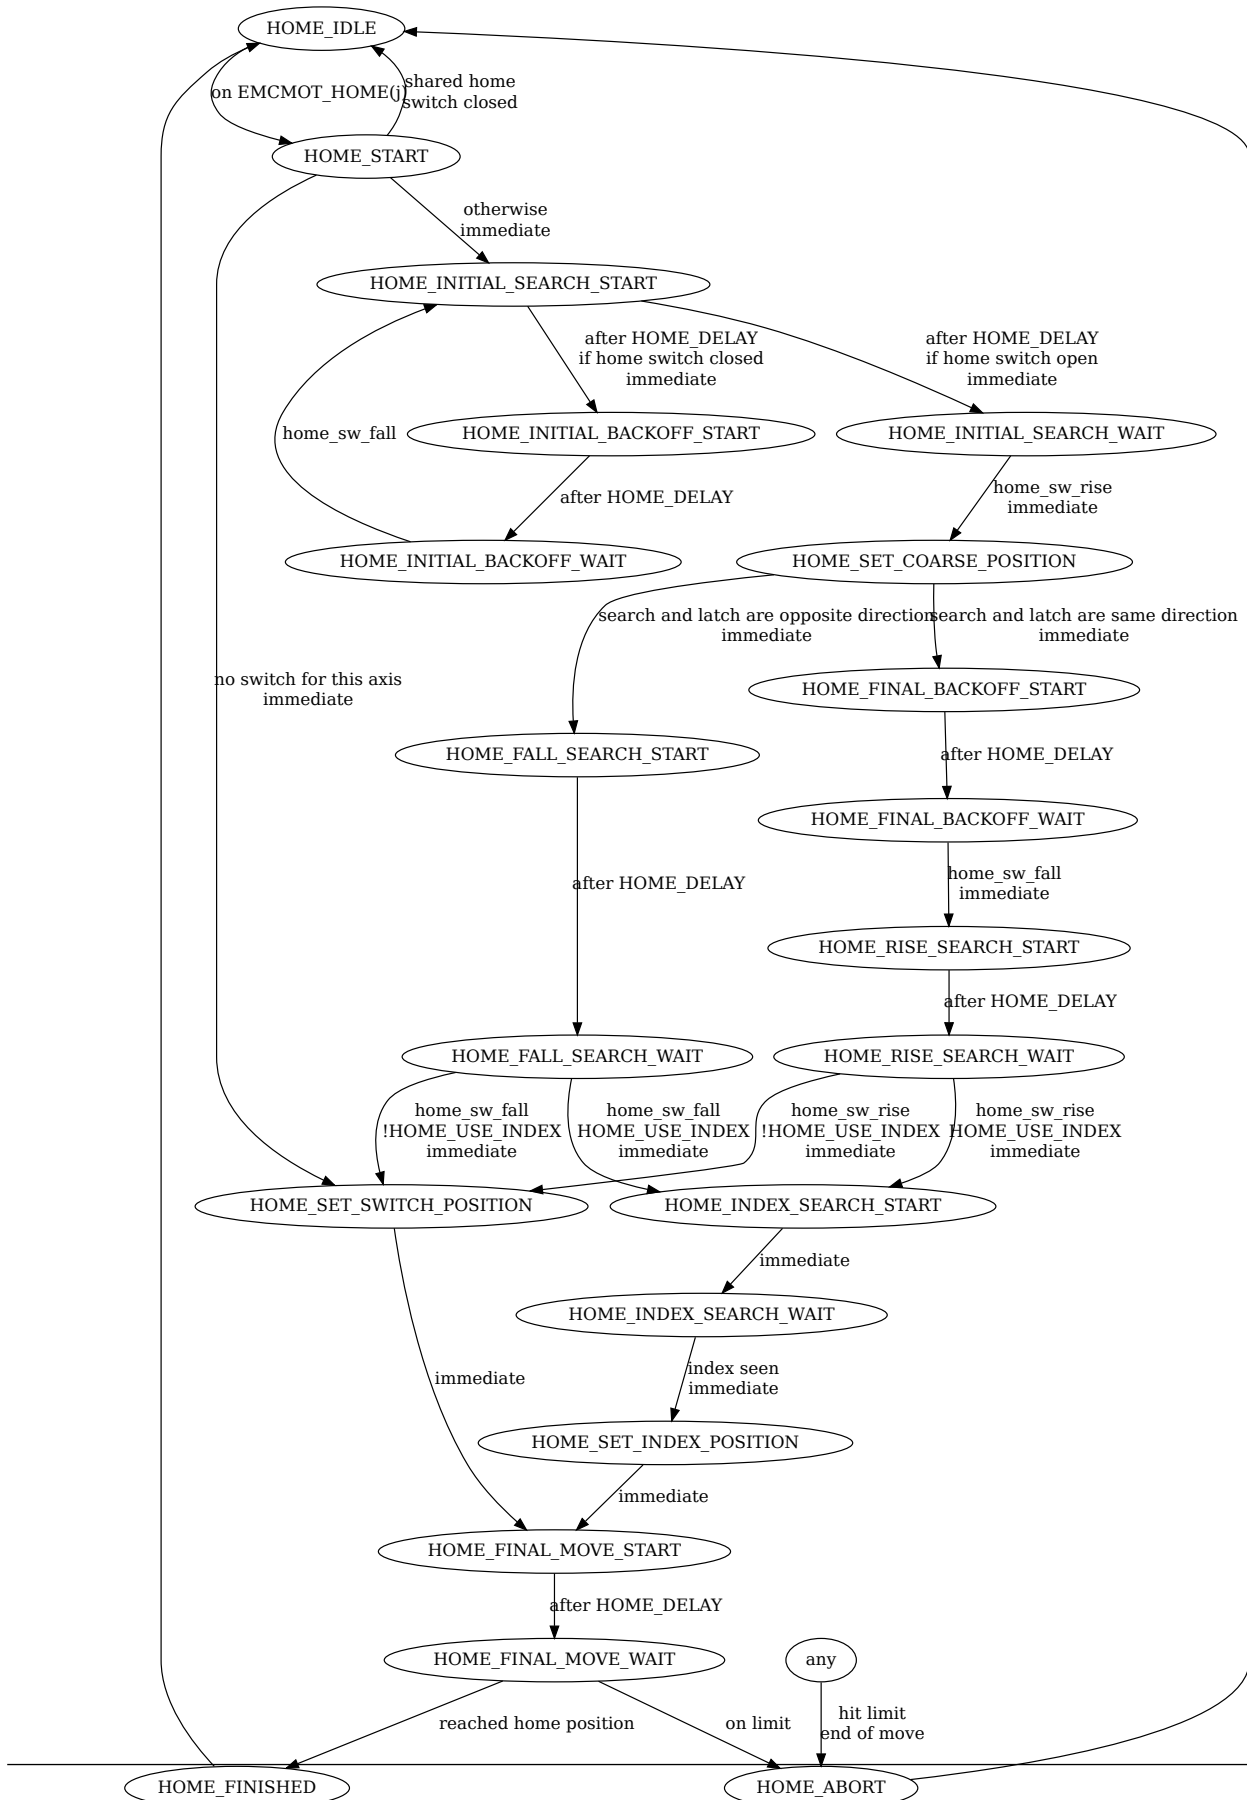 HOME_IDLE
on EMCMOT_HOME(j)
shared home
switch closed
HOME_START
otherwise
immediate
HOME_INITIAL_SEARCH_START
after HOME_DELAY
if home switch closed
immediate
after HOME_DELAY
if home switch open
immediate
home_sw_fall
HOME_INITIAL_BACKOFF_START
HOME_INITIAL_SEARCH_WAIT
after HOME_DELAY
home_sw_rise
immediate
HOME_INITIAL_BACKOFF_WAIT
HOME_SET_COARSE_POSITION
search and latch are opposite direction
immediate
search and latch are same direction
immediate
no switch for this axis
immediate
HOME_FINAL_BACKOFF_START
HOME_FALL_SEARCH_START
after HOME_DELAY
HOME_FINAL_BACKOFF_WAIT
after HOME_DELAY
home_sw_fall
immediate
HOME_RISE_SEARCH_START
after HOME_DELAY
HOME_FALL_SEARCH_WAIT
HOME_RISE_SEARCH_WAIT
home_sw_fall
!HOME_USE_INDEX
immediate
home_sw_fall
HOME_USE_INDEX
immediate
home_sw_rise
!HOME_USE_INDEX
immediate
home_sw_rise
HOME_USE_INDEX
immediate
HOME_SET_SWITCH_POSITION
HOME_INDEX_SEARCH_START
immediate
HOME_INDEX_SEARCH_WAIT
immediate
index seen
immediate
HOME_SET_INDEX_POSITION
immediate
HOME_FINAL_MOVE_START
after HOME_DELAY
HOME_FINAL_MOVE_WAIT
any
reached home position
on limit
hit limit
end of move
HOME_FINISHED
HOME_ABORT